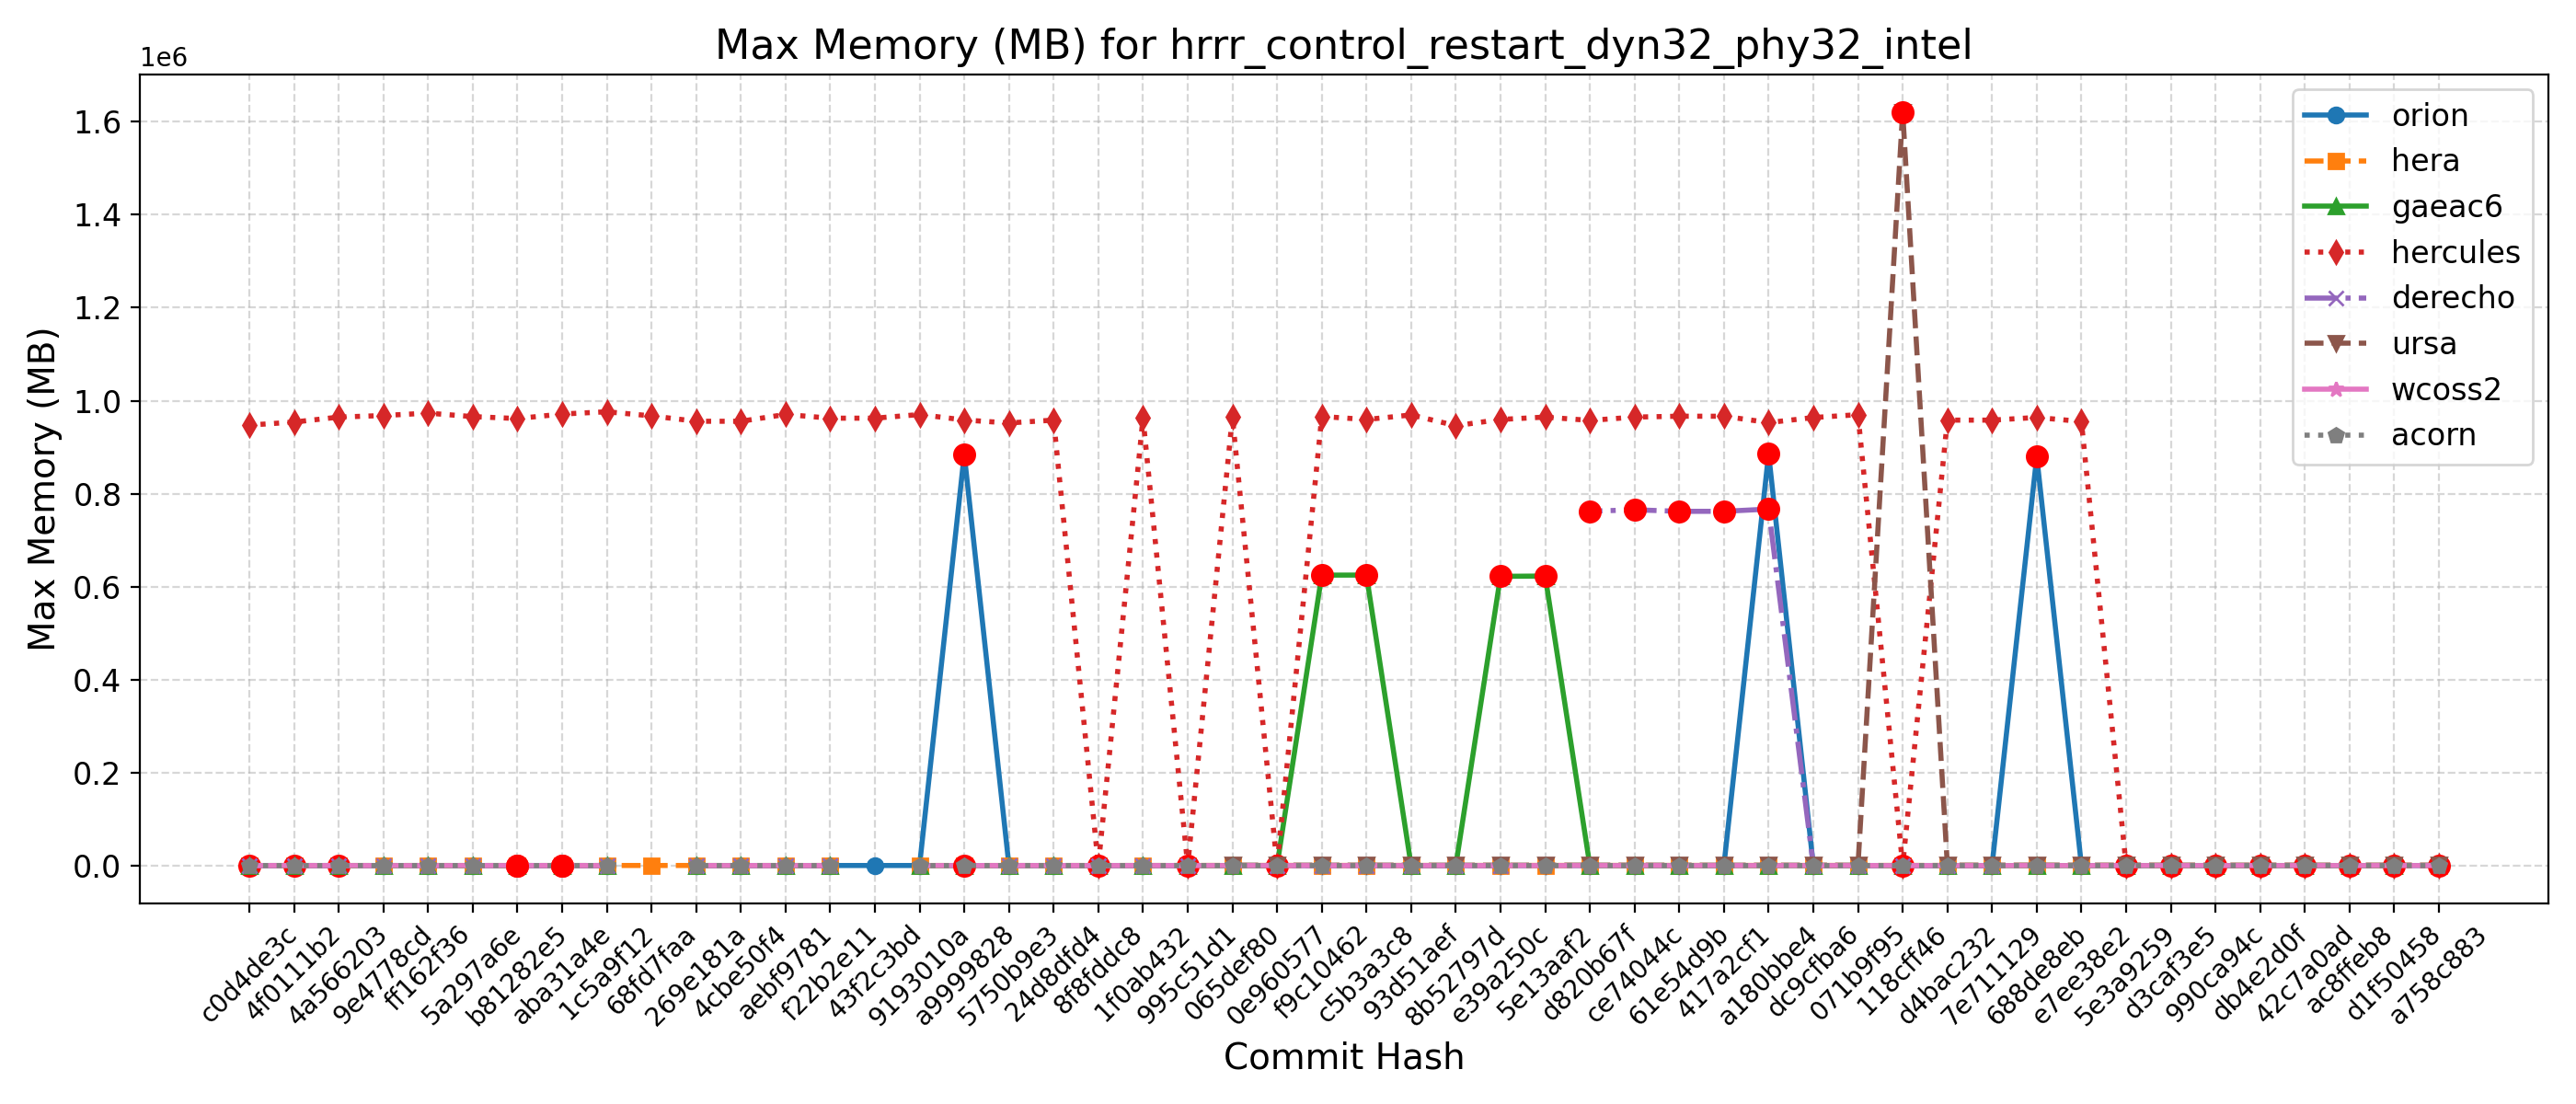 Max Memory (MB) for hrrr_control_restart_dyn32_phy32_intel
1e6
1.6
1.4
1.2
1.0
0.8
0.6
0.4
0.2
0.0
Max Memory (MB)
orion
hera
gaeac6
hercules
derecho
ursa
wcoss2
acorn
c0d4de3c
4f0111b2
4a566203
9e4778cd
ff162f36
5a297a6e
b81282e5
aba31a4e
1c5a9f12
68fd7faa
269e181a
4cbe50f4
aebf9781
f22b2e11
43f2c3bd
9193010a
a9999828
5750b9e3
24d8dfd4
8f8fddc8
1f0ab432
995c51d1
065def80
0e960577
f9c10462
c5b3a3c8
93d51aef
8b52797d
e39a250c
5e13aaf2
d820b67f
ce74044c
61e54d9b
417a2cf1
a180bbe4
dc9cfba6
071b9f95
118cff46
d4bac232
7e711129
688de8eb
e7ee38e2
5e3a9259
d3caf3e5
990ca94c
db4e2d0f
42c7a0ad
ac8ffeb8
d1f50458
a758c883
Commit Hash